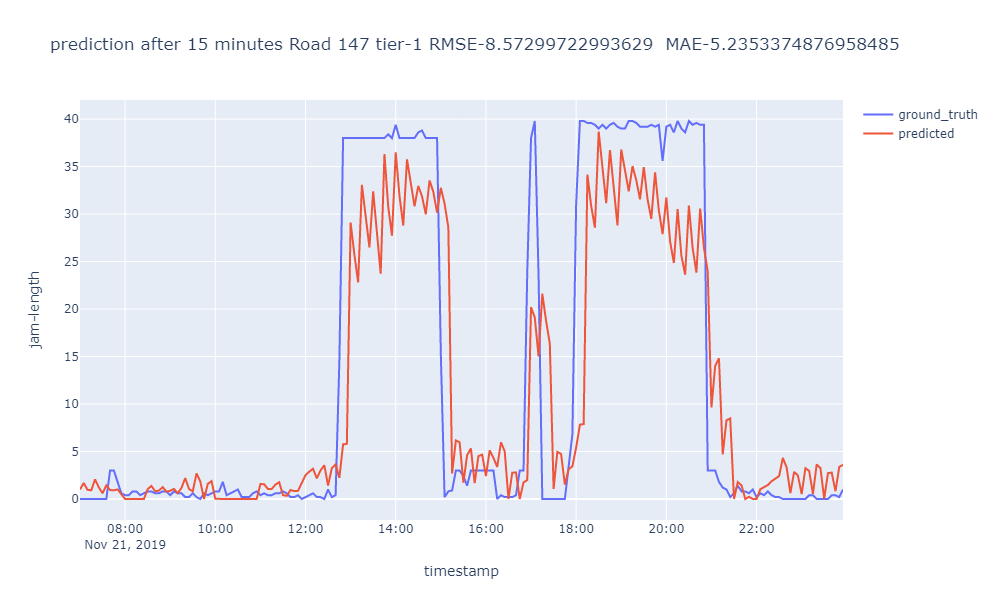 prediction after 15 minutes Road 147 tier-1 RMSE-8.57299722993629  MAE-5.2353374876958485
ground_truth
predicted
jam-length
40
35
30
25
20
15
10
5
0
08:00 10:00 12:00 14:00 16:00 18:00 20:00 22:00
Nov 21, 2019
timestamp